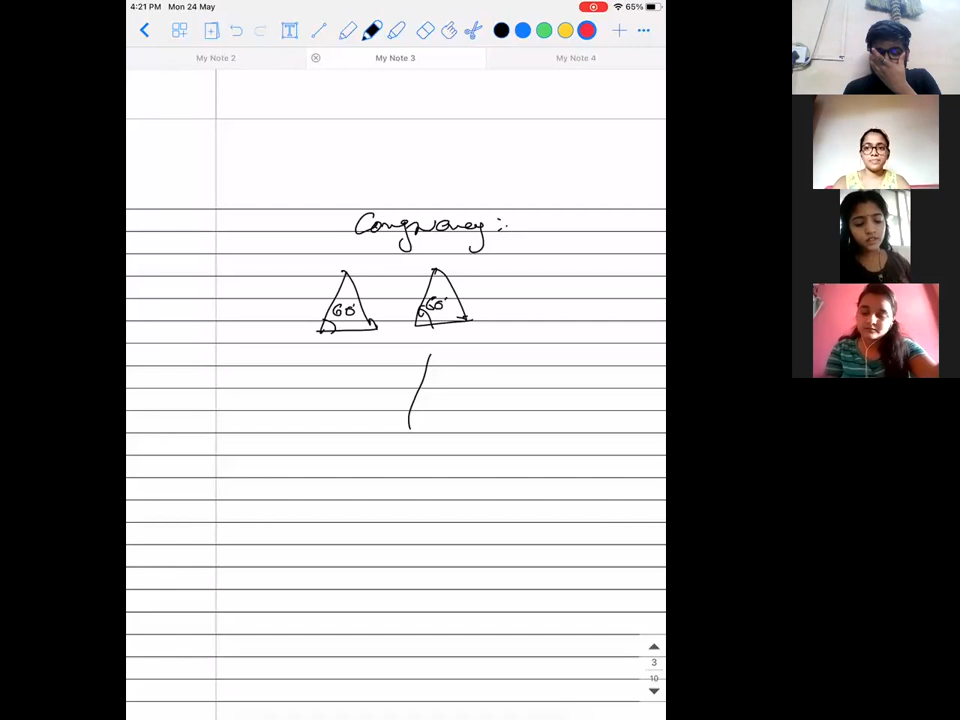 4:21 PM Mon 24 May
65%
My Note 2
My Note 3
My Note 4
Congruency :-
60°
60°
3
10